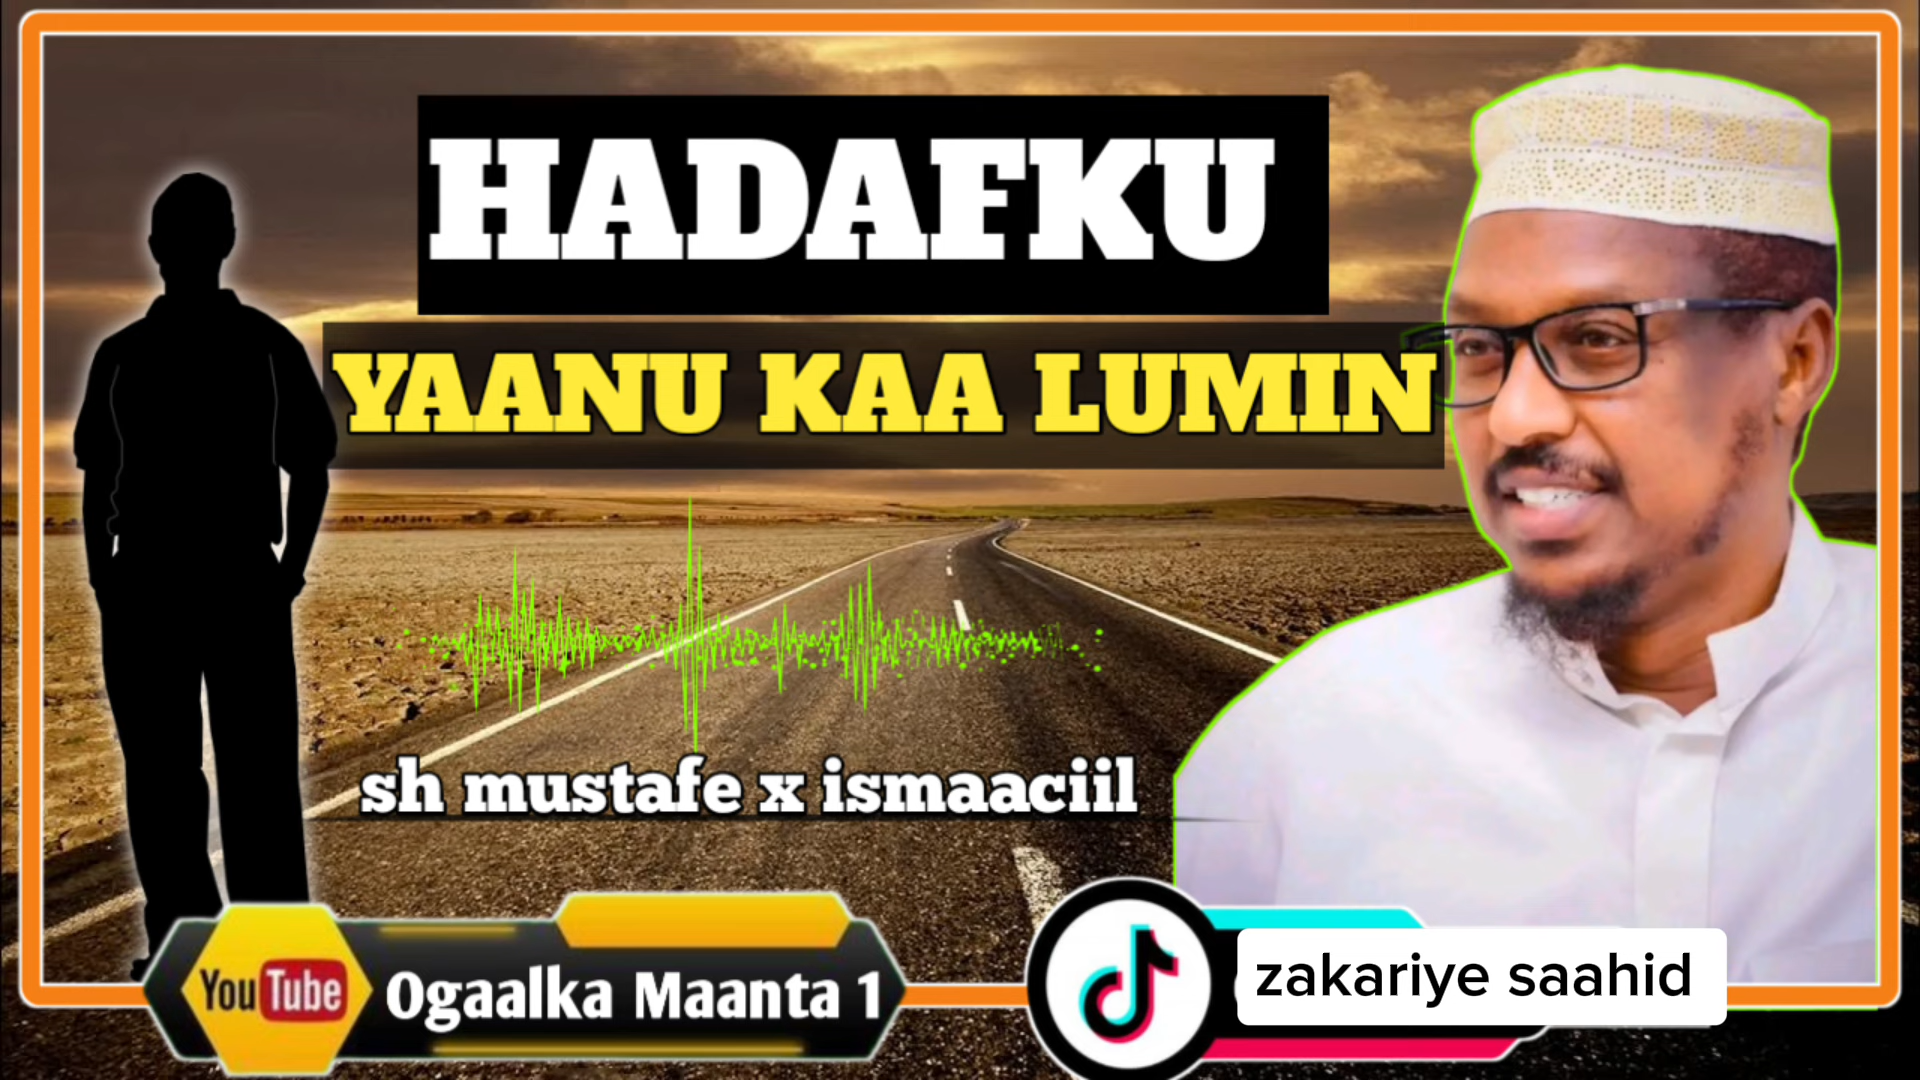 HADAFKU
YAANU KAA LUMIN
sh mustafe x ismaaciil
YouTube
Ogaalka Maanta 1
zakariye saahid